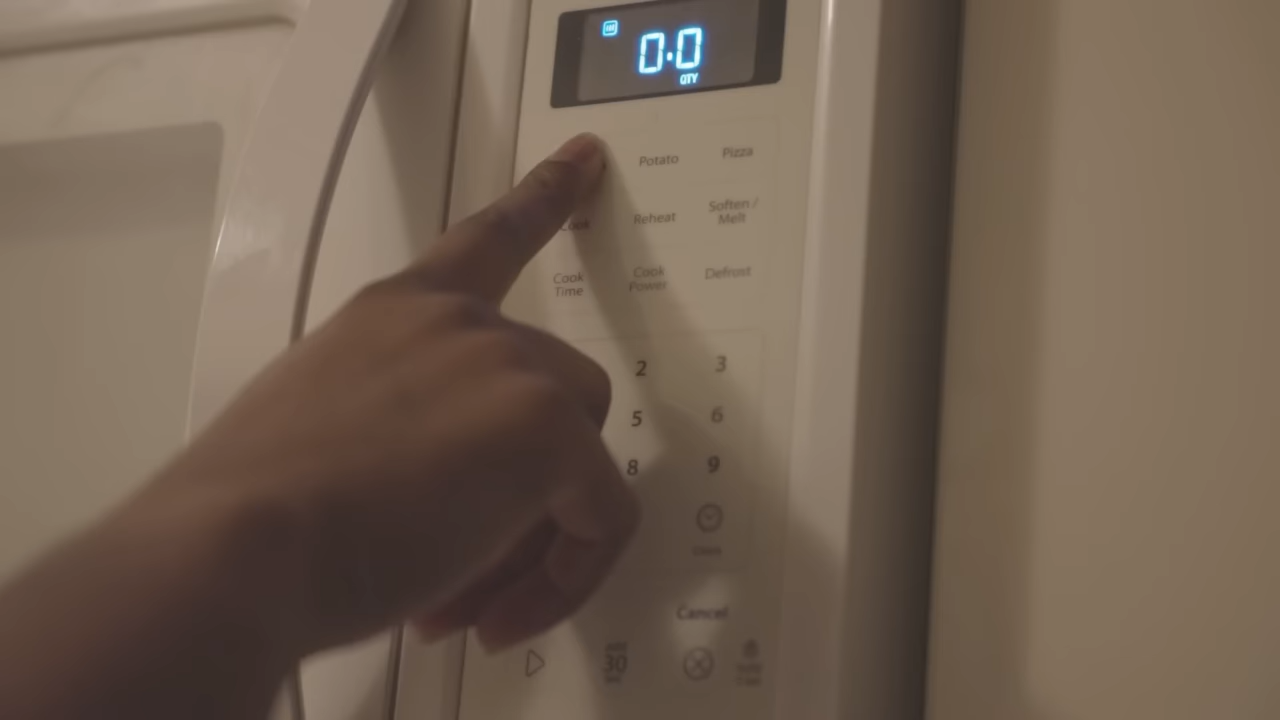 0.0
QTY
Potato
Pizza
Cook
Reheat
Soften /
Melt
Cook
Time
Cook
Power
Defrost
2
3
5
6
8
9
Cancel
30